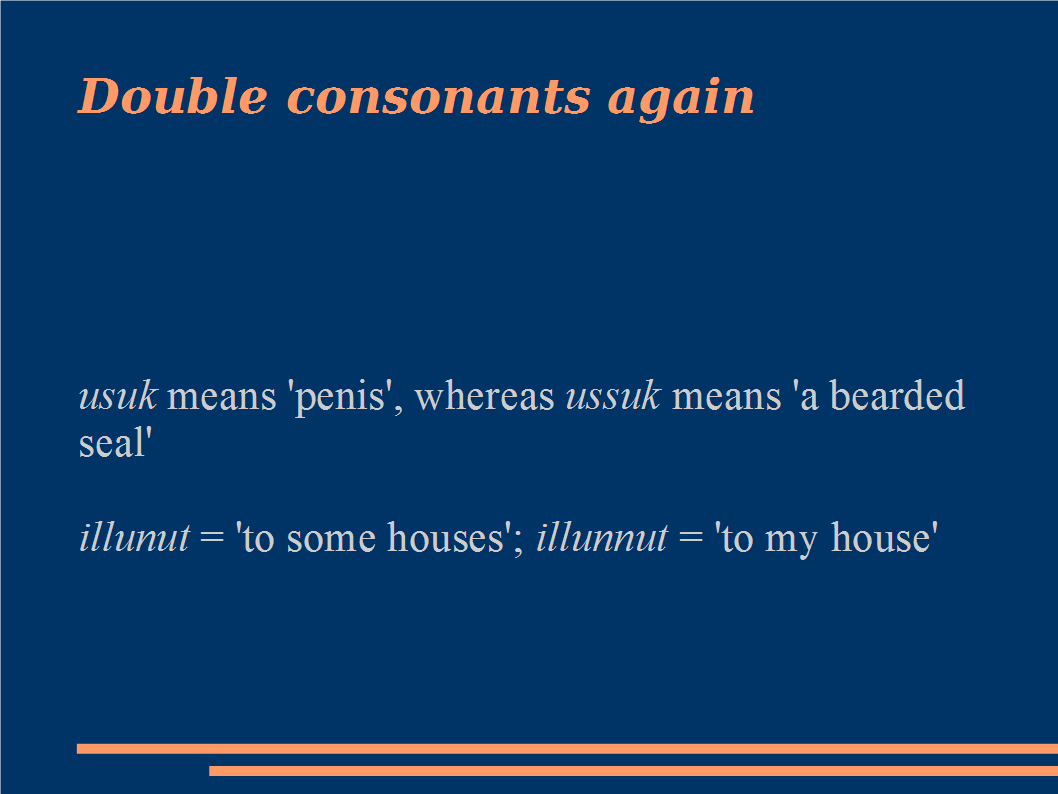 Double consonants again
usuk means 'penis', whereas ussuk means 'a bearded
seal'
illunut = 'to some houses'; illunnut = 'to my house'